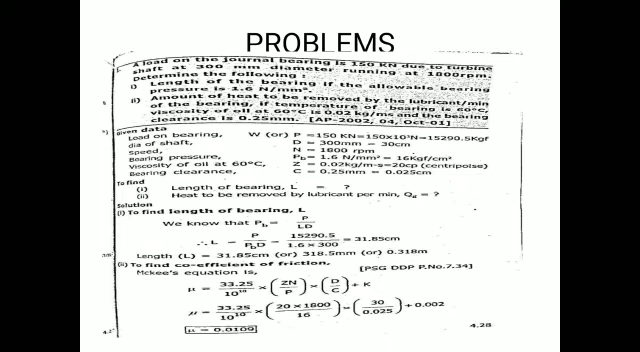 PROBLEMS
A load on the journal bearing is 150 KN due to turbine
shaft at 300 mm diameter running at 1800rpm.
Determine the following :
i) Length of the bearing if the allowable bearing
pressure is 1.6 N/mm².
ii) Amount of heat to be removed by the lubricant/min
of the bearing, if temperature of bearing is 60°C,
viscosity of oil at 60°C is 0.02 kg/ms and the bearing
clearance is 0.25mm. [AP-2002, 04, Oct-01]
Given data
Load on bearing, W (or) P = 150 KN=150x10³N=15290.5Kgf
dia of shaft, D = 300mm = 30cm
Speed, N = 1800 rpm
Bearing pressure, Pb = 1.6 N/mm² = 16Kgf/cm²
Viscosity of oil at 60°C, Z = 0.02kg/m-s=20cp (centripoise)
Bearing clearance, C = 0.25mm = 0.025cm
To find
(i) Length of bearing, L = ?
(ii) Heat to be removed by lubricant per min, Qg = ?
Solution
(i) To find length of bearing, L
We know that Pb = P / LD
∴ L = P / PbD = 15290.5 / 1.6 x 300 = 31.85cm
Length (L) = 31.85cm (or) 318.5mm (or) 0.318m
(ii) To find co-efficient of friction,
Mckee's equation is, [PSG DDP P.No.7.34]
μ = 33.25 / 10¹⁰ × (ZN / P) × (D / C) + K
μ = 33.25 / 10¹⁰ × (20 x 1800 / 16) × (30 / 0.025) + 0.002
μ = 0.0109
4.28